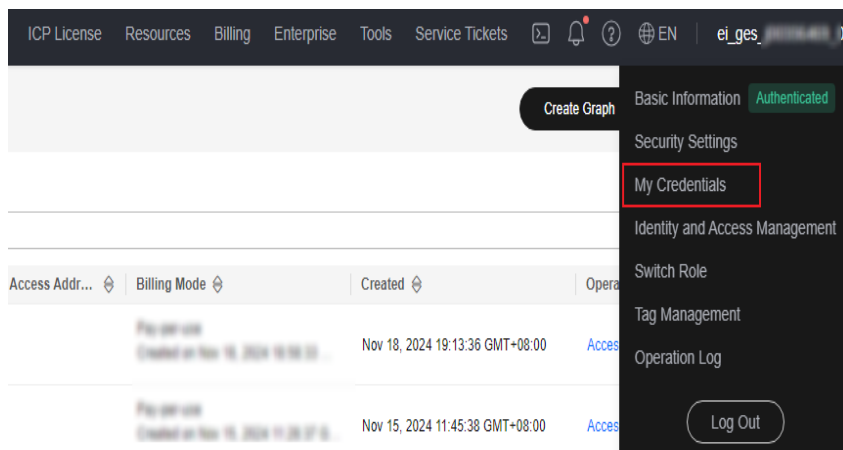 ICP License Resources Billing Enterprise Tools Service Tickets EN ei_ges_
Create Graph
Basic Information Authenticated
Security Settings
My Credentials
Identity and Access Management
Switch Role
Tag Management
Operation Log
Log Out
Access Addr... Billing Mode Created Opera
Nov 18, 2024 19:13:36 GMT+08:00 Acces
Nov 15, 2024 11:45:38 GMT+08:00 Acces